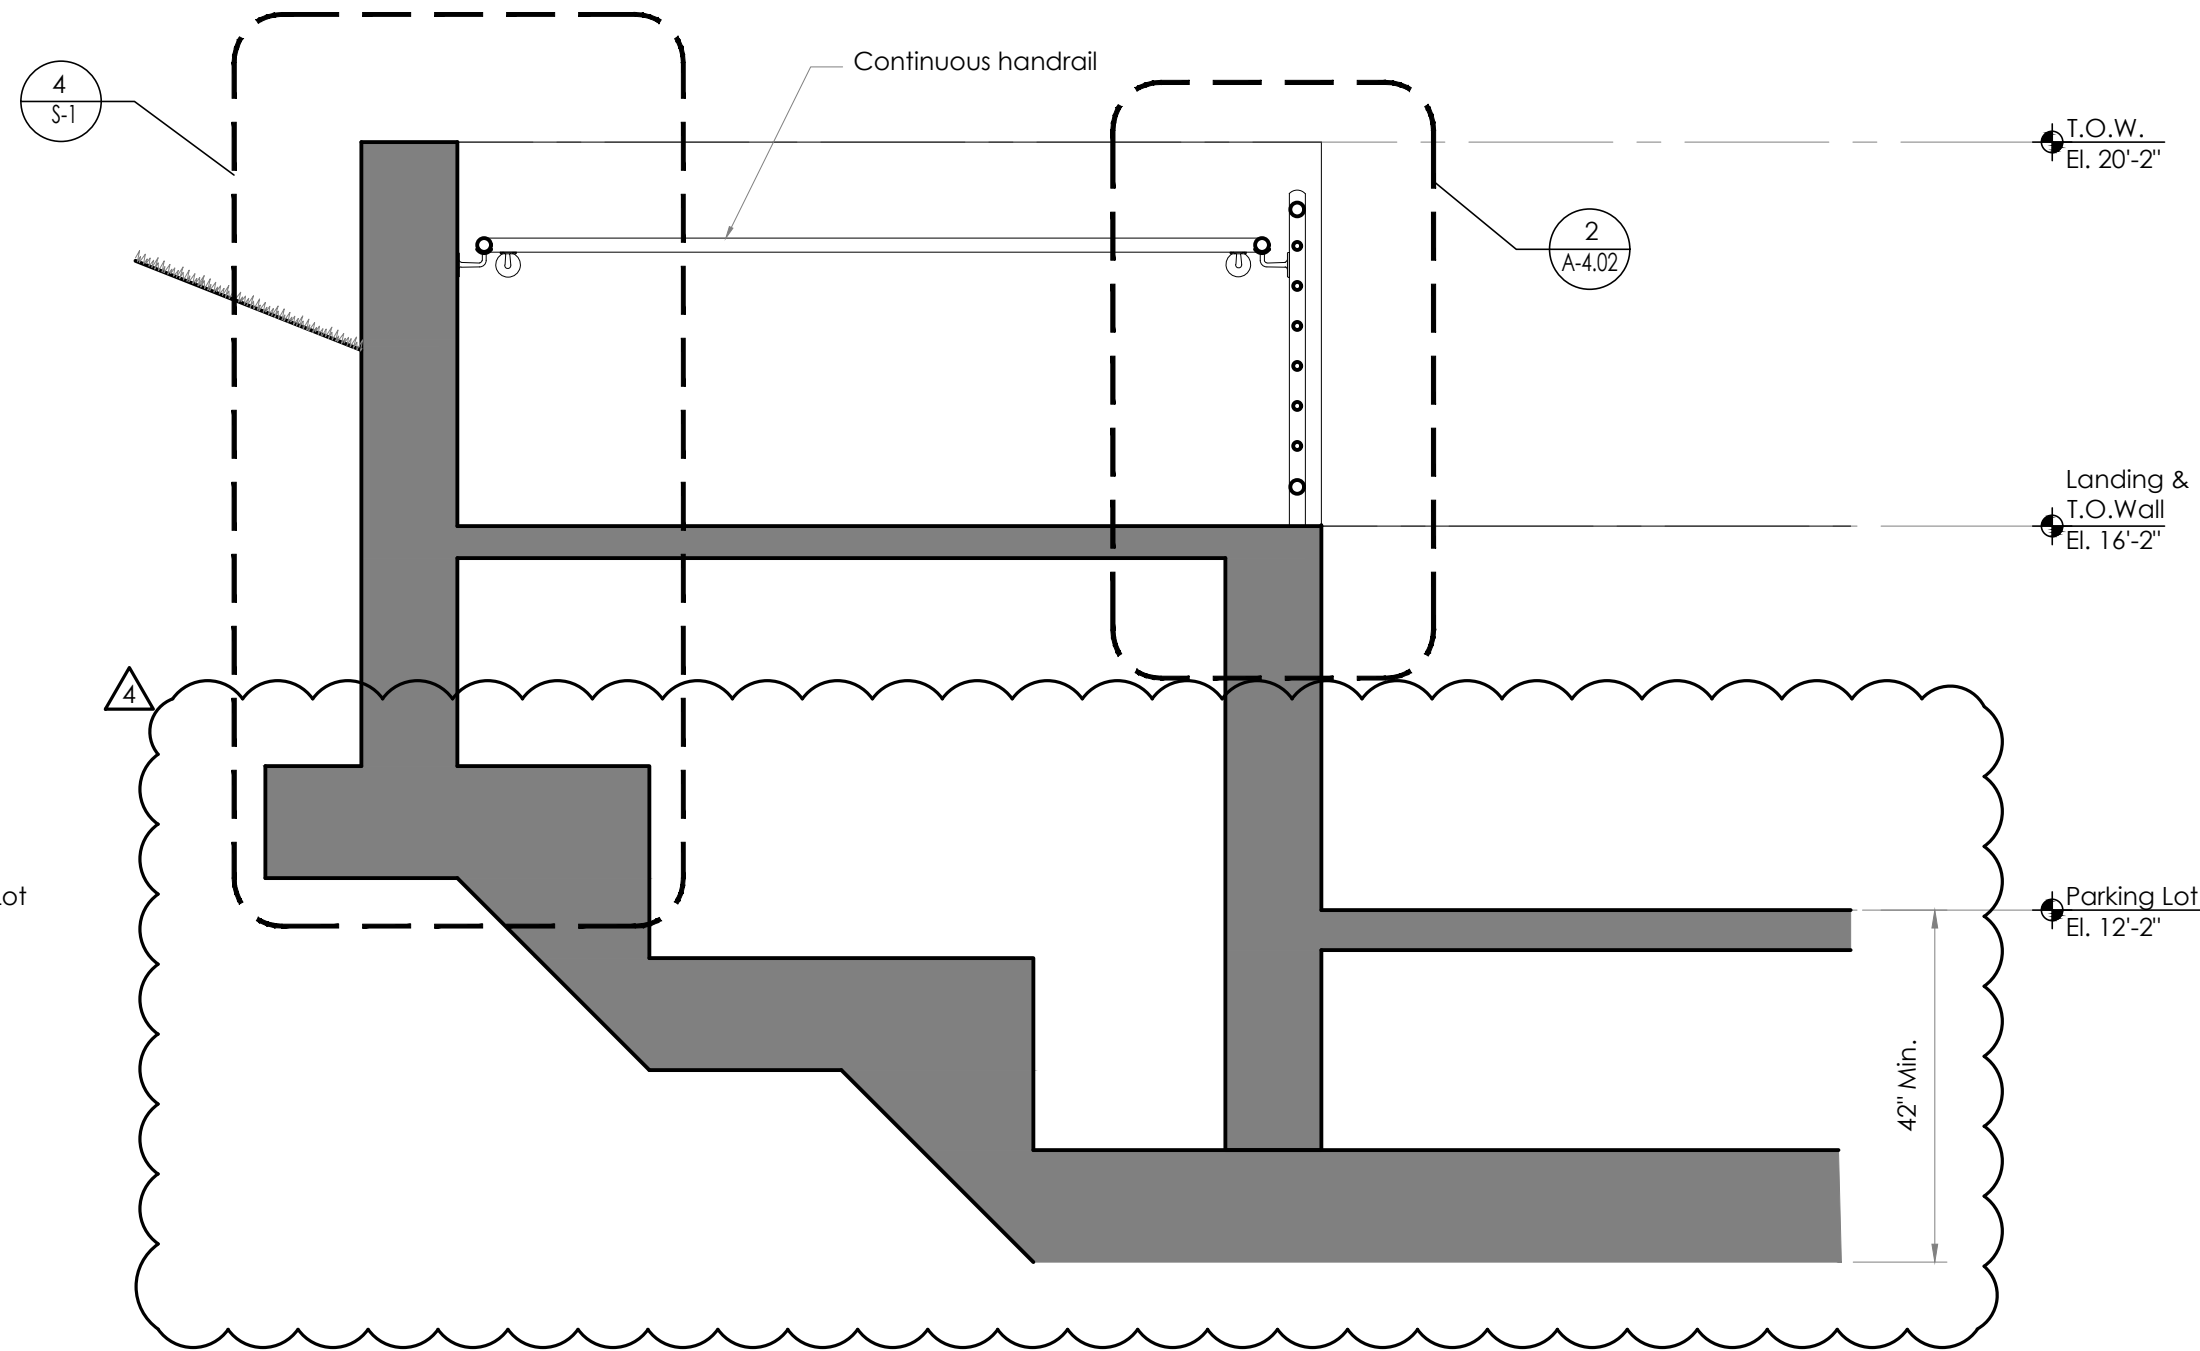 Continuous handrail
4
S-1
T.O.W.
El. 20'-2"
2
A-4.02
Landing &
T.O.Wall
El. 16'-2"
4
Lot
Parking Lot
El. 12'-2"
42" Min.